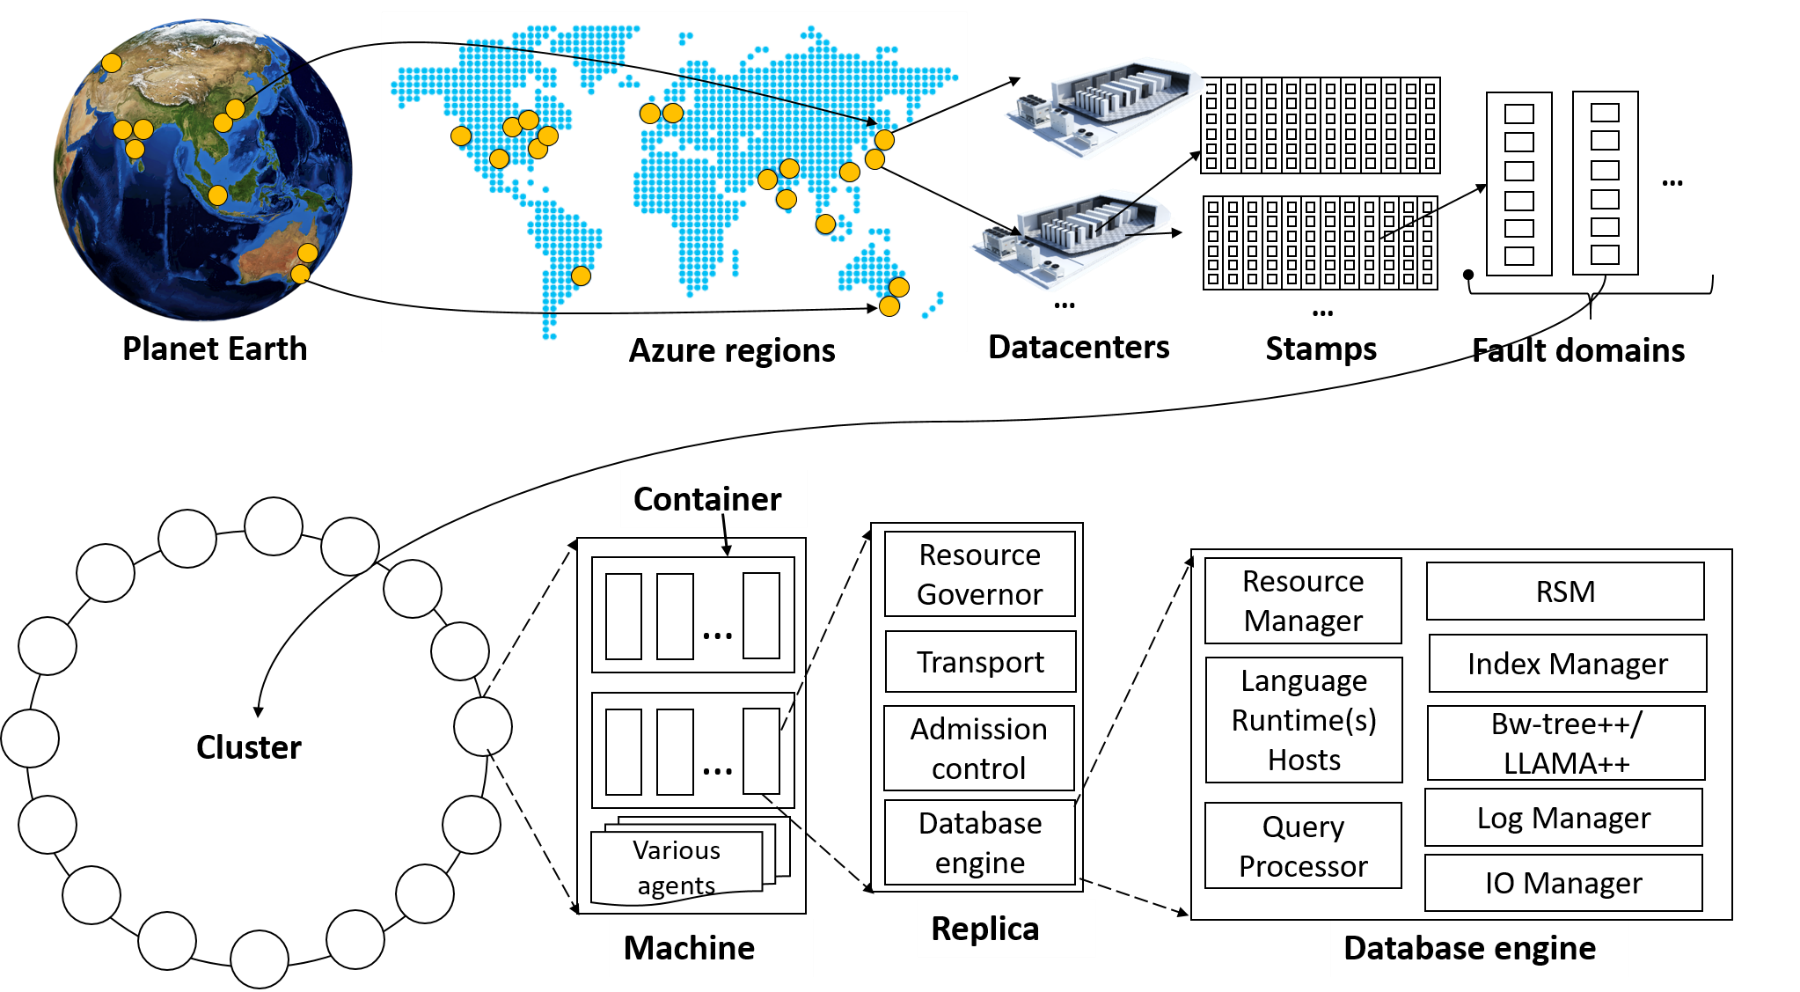 Planet Earth
Azure regions
...
Datacenters
...
Stamps
...
Fault domains
Cluster
Container
...
...
Various
agents
Machine
Resource
Governor
Transport
Admission
control
Database
engine
Replica
Resource
Manager
Language
Runtime(s)
Hosts
Query
Processor
RSM
Index Manager
Bw-tree++/
LLAMA++
Log Manager
IO Manager
Database engine